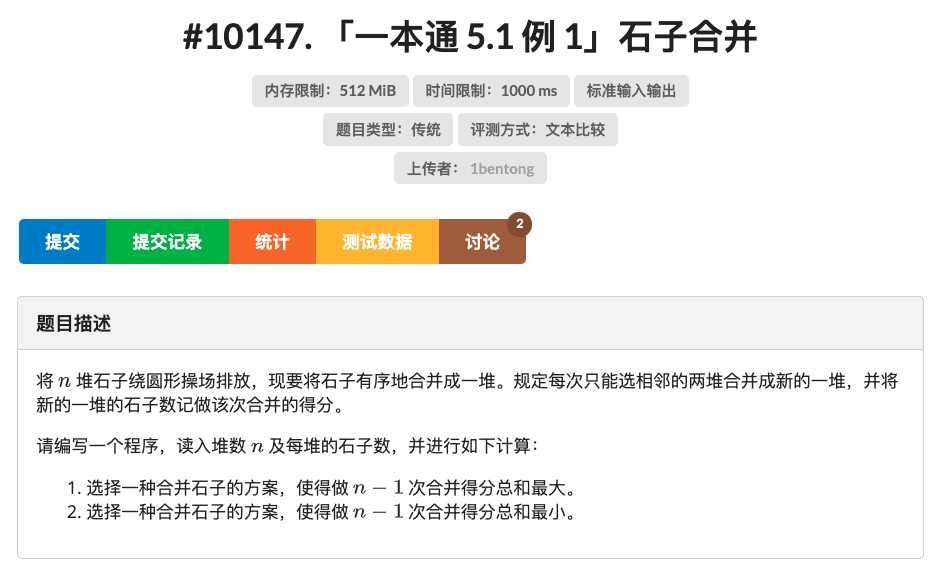 #10147. 「一本通 5.1 例 1」石子合并
内存限制：512 MiB 时间限制：1000 ms 标准输入输出
题目类型：传统 评测方式：文本比较
上传者： 1bentong
提交 提交记录 统计 测试数据 讨论 2
题目描述
将 n 堆石子绕圆形操场排放，现要将石子有序地合并成一堆。规定每次只能选相邻的两堆合并成新的一堆，并将
新的一堆的石子数记做该次合并的得分。
请编写一个程序，读入堆数 n 及每堆的石子数，并进行如下计算：
1. 选择一种合并石子的方案，使得做 n − 1 次合并得分总和最大。
2. 选择一种合并石子的方案，使得做 n − 1 次合并得分总和最小。